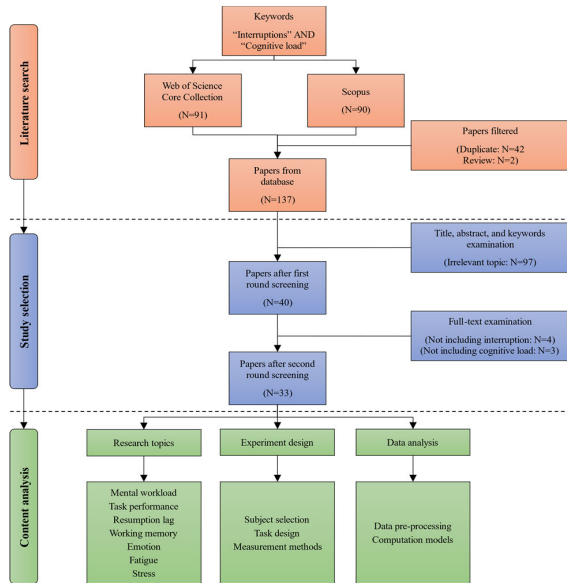 Literature search
Keywords
“Interruptions” AND
“Cognitive load”
Web of Science
Core Collection
(N=91)
Scopus
(N=90)
Papers filtered
(Duplicate: N=42
Review: N=2)
Papers from
database
(N=137)
Study selection
Title, abstract, and keywords
examination
(Irrelevant topic: N=97)
Papers after first
round screening
(N=40)
Full-text examination
(Not including interruption: N=4)
(Not including cognitive load: N=3)
Papers after second
round screening
(N=33)
Content analysis
Research topics
Experiment design
Data analysis
Mental workload
Task performance
Resumption lag
Working memory
Emotion
Fatigue
Stress
Subject selection
Task design
Measurement methods
Data pre-processing
Computation models